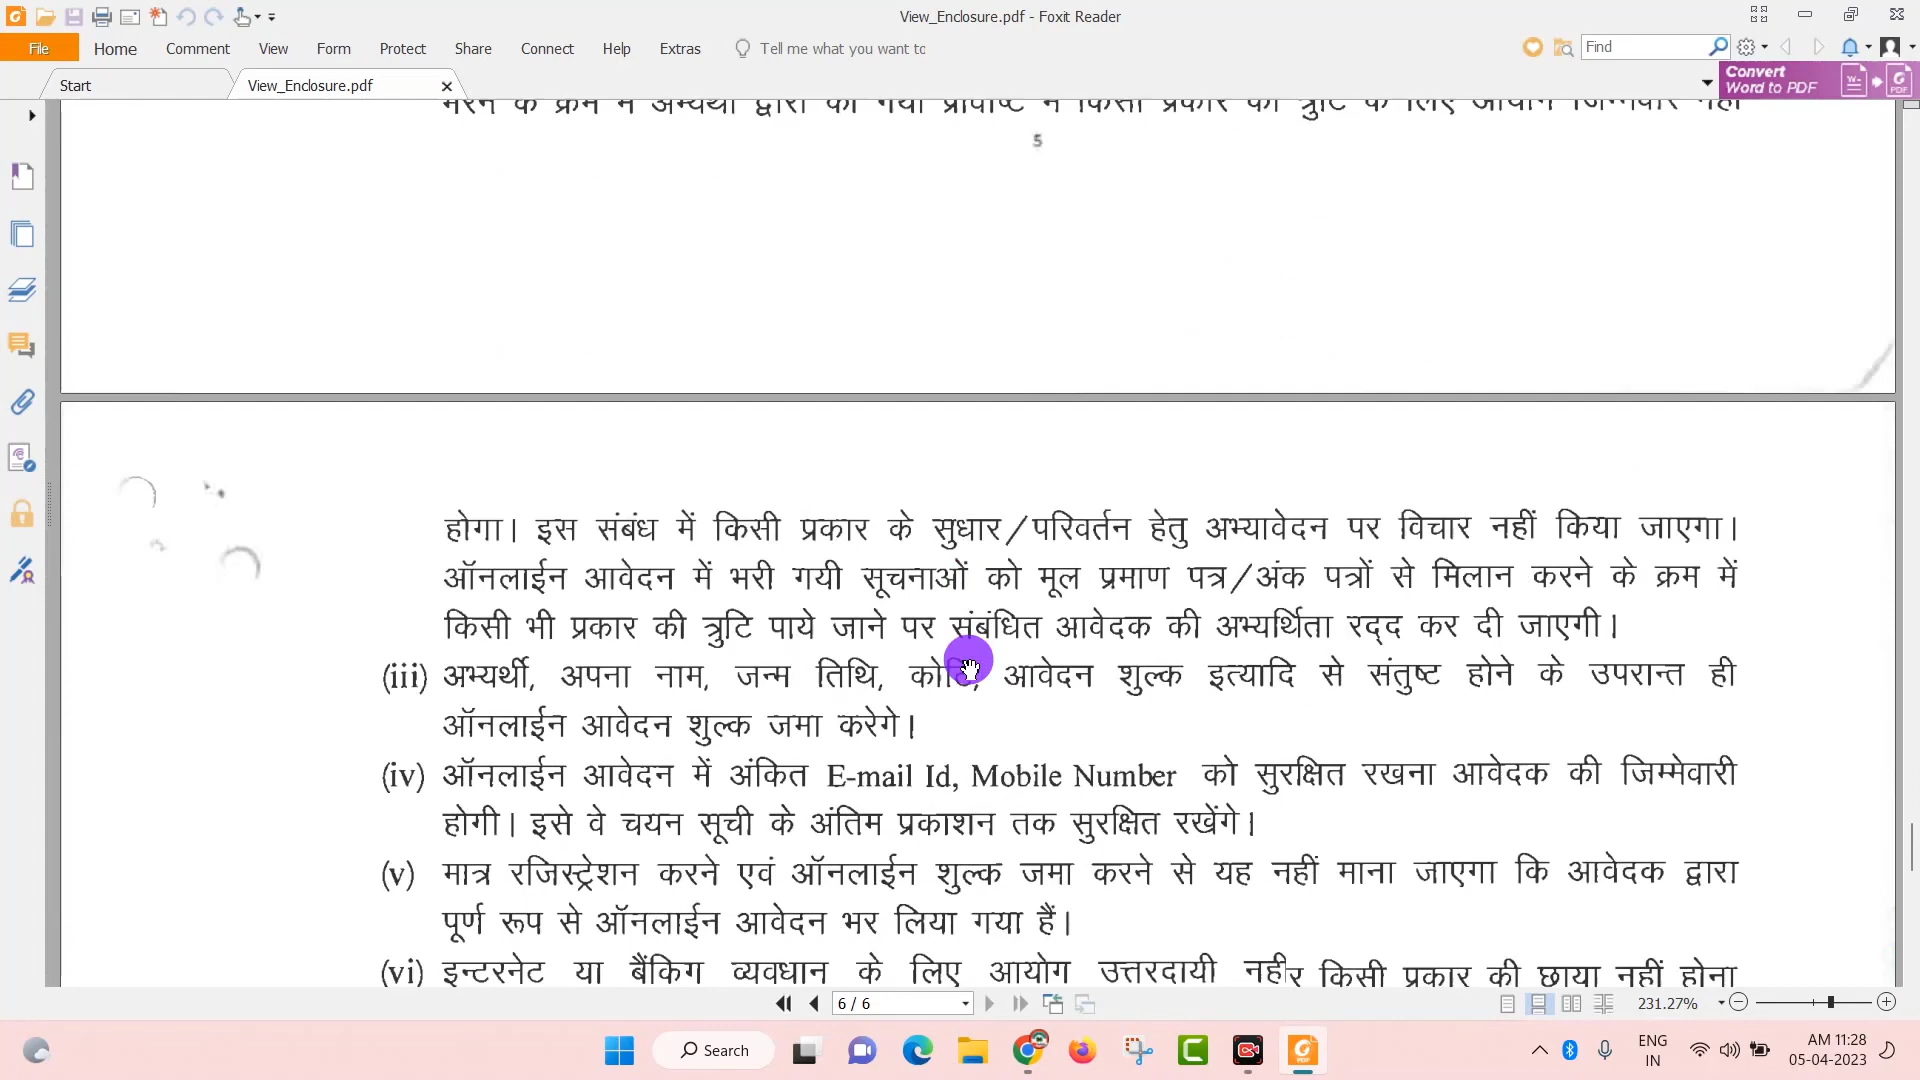 View_Enclosure.pdf - Foxit Reader
File Home Comment View Form Protect Share Connect Help Extras Tell me what you want to Find
Start View_Enclosure.pdf
Convert
Word to PDF
5
होगा। इस संबंध में किसी प्रकार के सुधार/परिवर्तन हेतु अभ्यावेदन पर विचार नहीं किया जाएगा।
ऑनलाईन आवेदन में भरी गयी सूचनाओं को मूल प्रमाण पत्र/अंक पत्रों से मिलान करने के क्रम में
किसी भी प्रकार की त्रुटि पाये जाने पर संबंधित आवेदक की अभ्यर्थिता रद्द कर दी जाएगी।
(iii) अभ्यर्थी, अपना नाम, जन्म तिथि, कोटि, आवेदन शुल्क इत्यादि से संतुष्ट होने के उपरान्त ही
ऑनलाईन आवेदन शुल्क जमा करेगे।
(iv) ऑनलाईन आवेदन में अंकित E-mail Id, Mobile Number को सुरक्षित रखना आवेदक की जिम्मेवारी
होगी। इसे वे चयन सूची के अंतिम प्रकाशन तक सुरक्षित रखेंगे।
(v) मात्र रजिस्ट्रेशन करने एवं ऑनलाईन शुल्क जमा करने से यह नहीं माना जाएगा कि आवेदक द्वारा
पूर्ण रूप से ऑनलाईन आवेदन भर लिया गया हैं।
(vi) इन्टरनेट या बैंकिग व्यवधान के लिए आयोग उत्तरदायी किसी प्रकार की छाया नहीं होना
6 / 6 231.27%
Search ENG AM 11:28
IN 05-04-2023